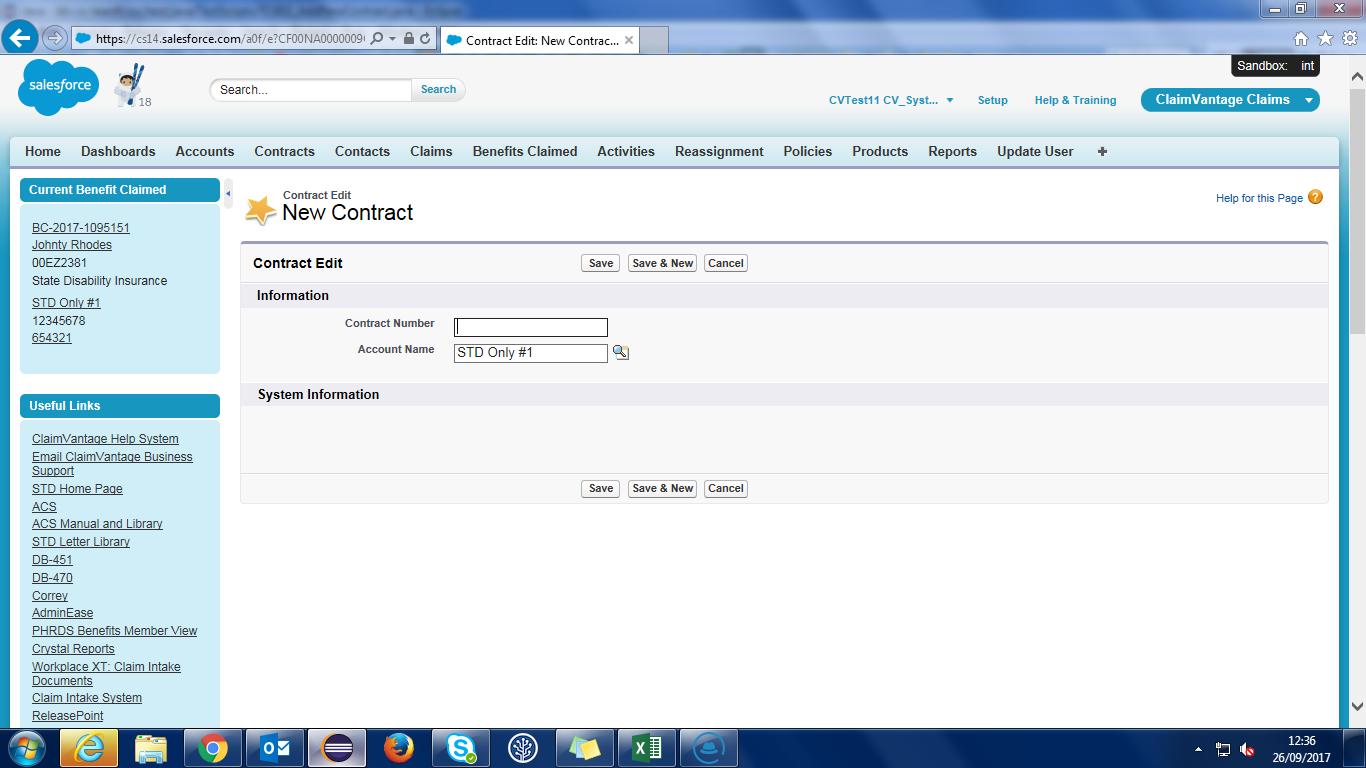 https://cs14.salesforce.com/a0f/e?CF00NA0000009
Contract Edit: New Contrac...
Sandbox: int
salesforce
18
Search...
Search
CVTest11 CV_Syst...
Setup
Help & Training
ClaimVantage Claims
Home Dashboards Accounts Contracts Contacts Claims Benefits Claimed Activities Reassignment Policies Products Reports Update User +
Current Benefit Claimed
BC-2017-1095151
Johnty Rhodes
00EZ2381
State Disability Insurance
STD Only #1
12345678
654321
Useful Links
ClaimVantage Help System
Email ClaimVantage Business
Support
STD Home Page
ACS
ACS Manual and Library
STD Letter Library
DB-451
DB-470
Correy
AdminEase
PHRDS Benefits Member View
Crystal Reports
Workplace XT: Claim Intake
Documents
Claim Intake System
ReleasePoint
Contract Edit
New Contract
Help for this Page
Contract Edit
Save Save & New Cancel
Information
Contract Number
Account Name STD Only #1
System Information
Save Save & New Cancel
12:36
26/09/2017